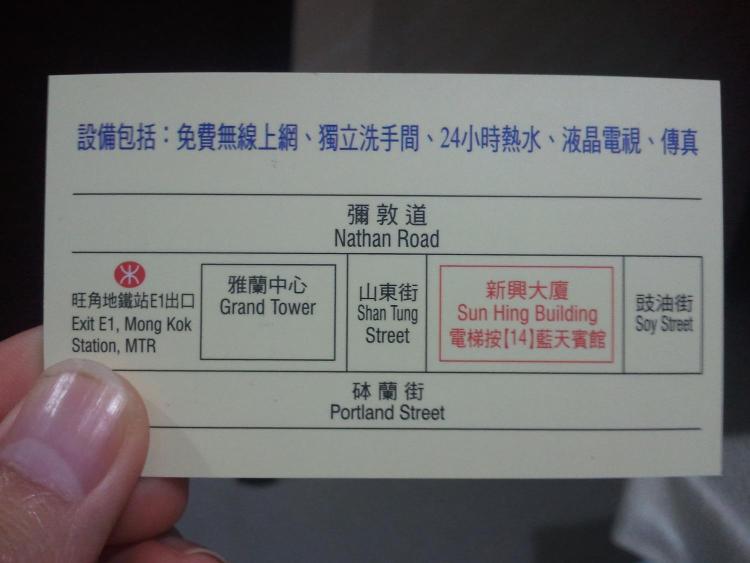 設備包括：免費無線上網、獨立洗手間、24小時熱水、液晶電視、傳真
彌敦道
Nathan Road
旺角地鐵站E1出口
Exit E1, Mong Kok
Station, MTR
雅蘭中心
Grand Tower
山東街
Shan Tung
Street
新興大廈
Sun Hing Building
電梯按【14】藍天賓館
豉油街
Soy Street
砵蘭街
Portland Street